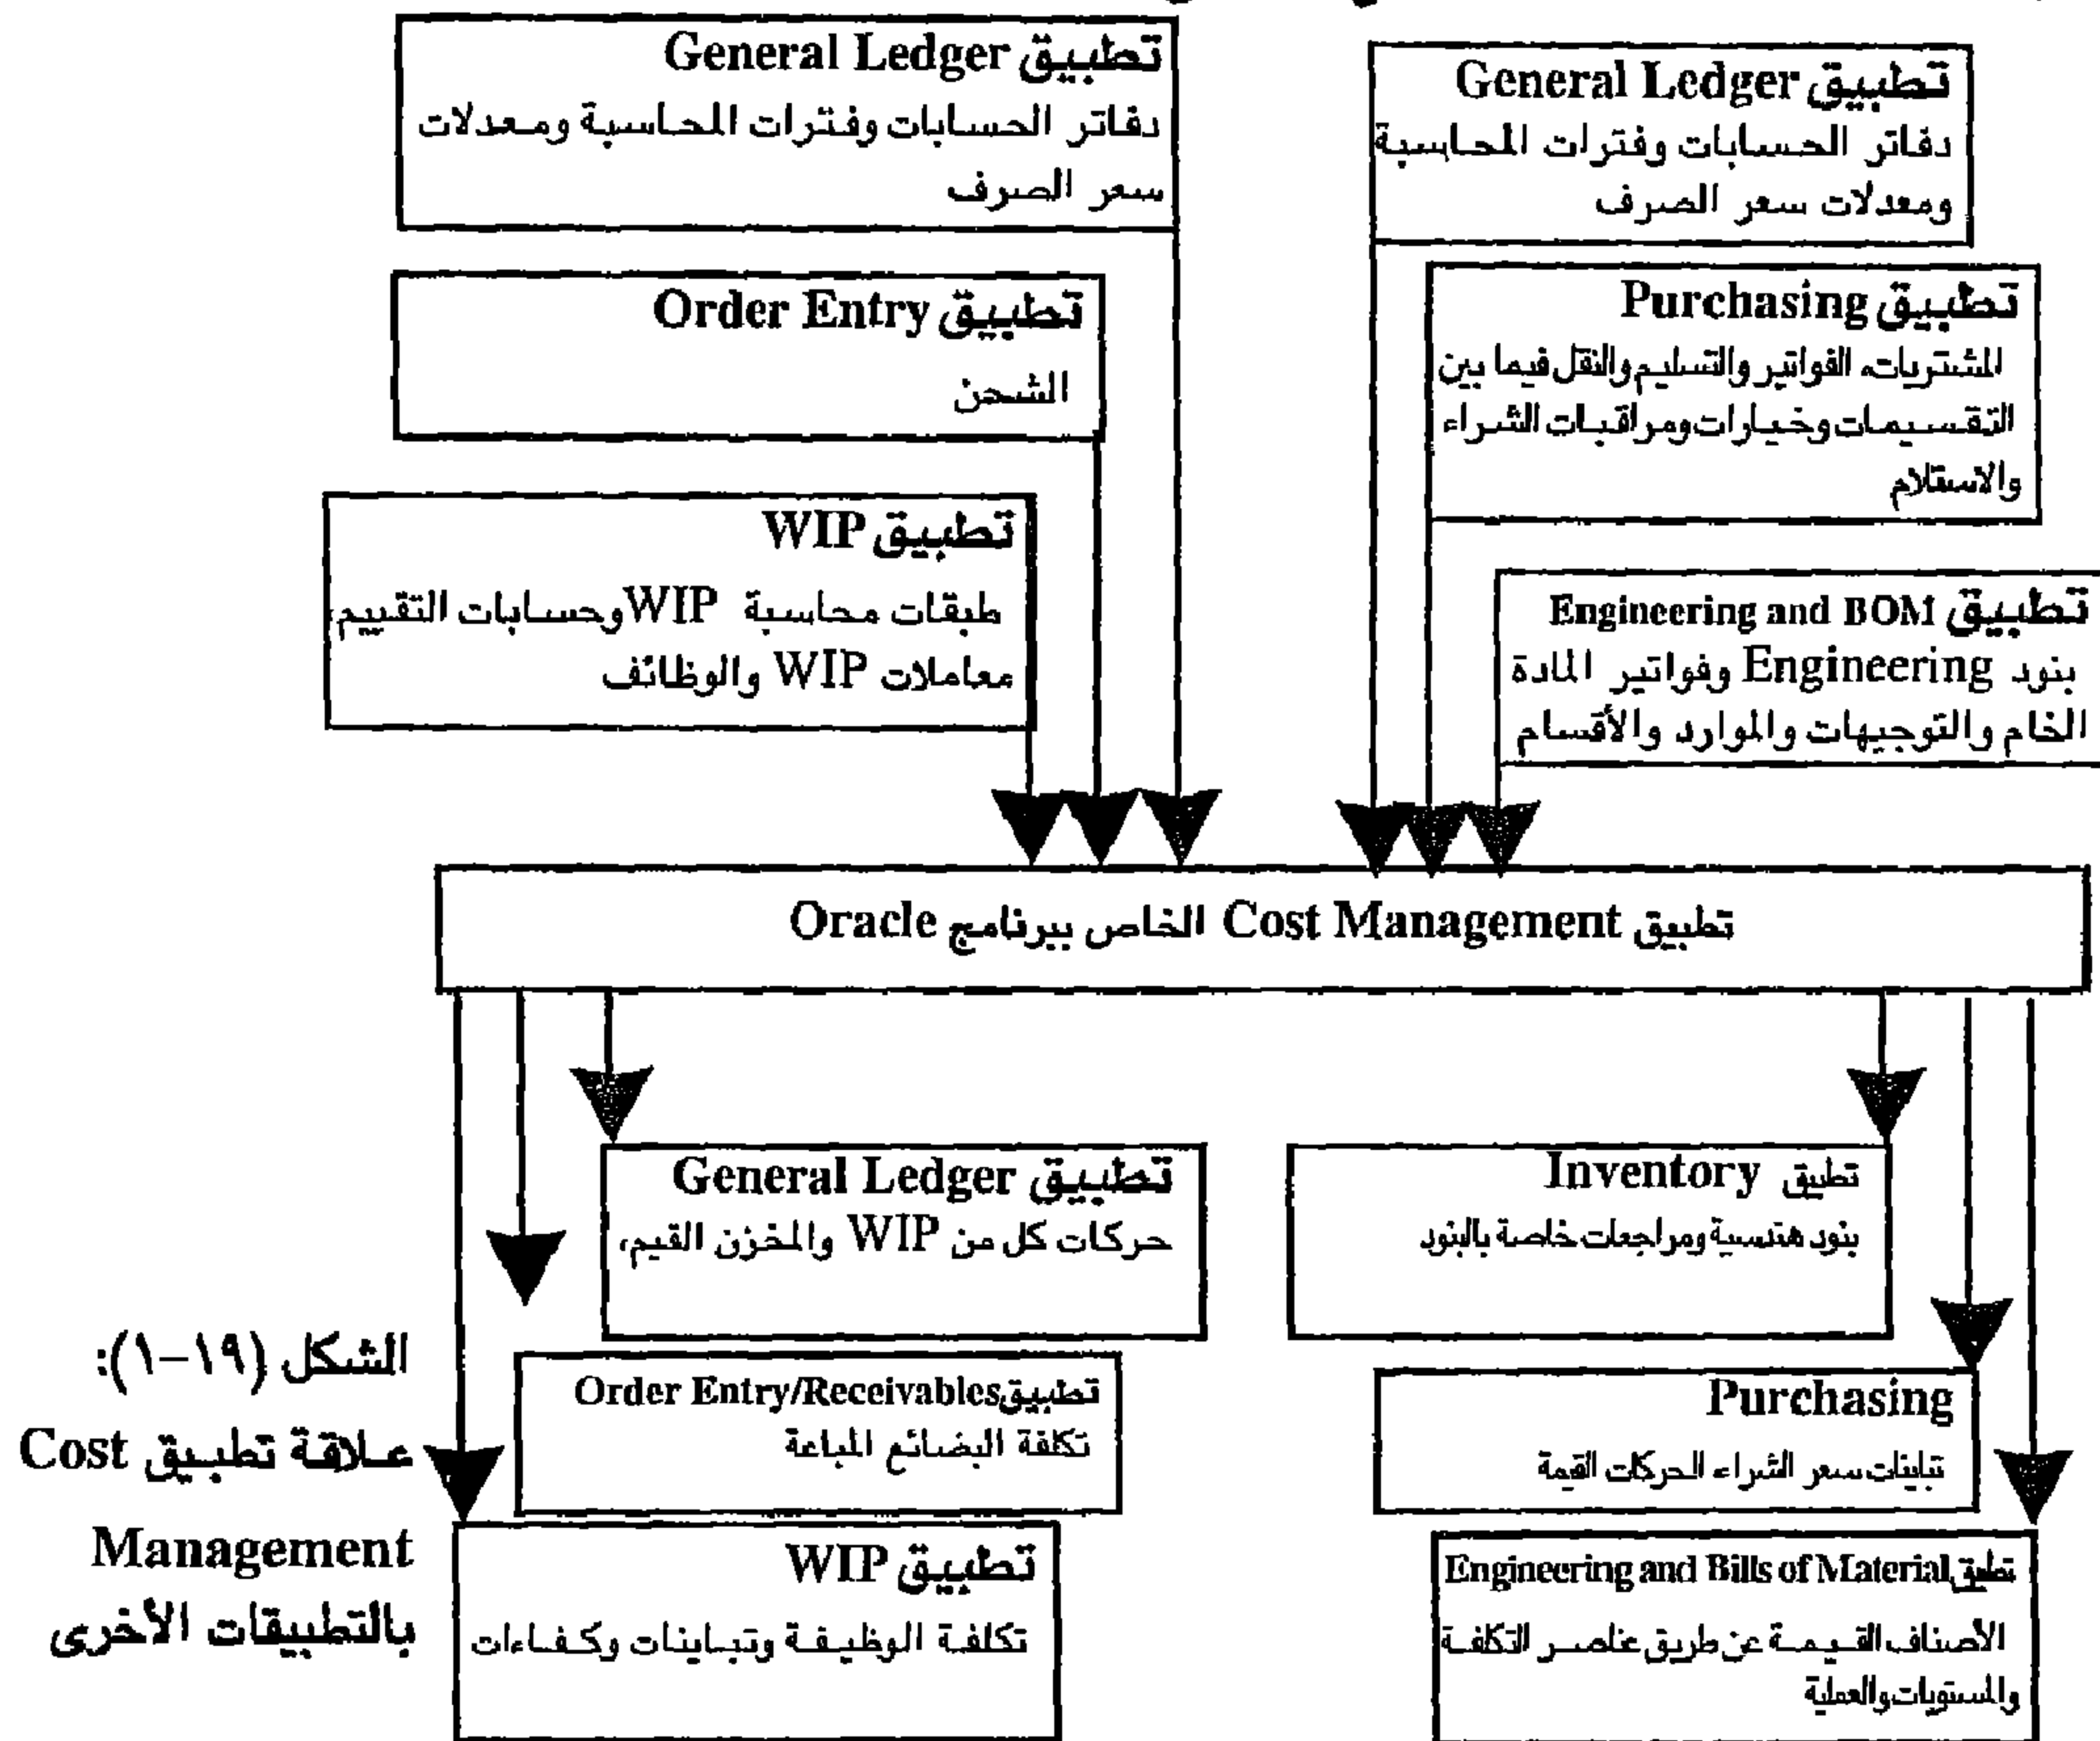 تطبيق General Ledger
دفاتر الحسابات وفترات المحاسبة
ومعدلات سعر الصرف
تطبيق General Ledger
دفاتر الحسابات وفترات المحاسبة ومعدلات
سعر الصرف
تطبيق Purchasing
المشتريات، الفواتير والتسليم والنقل فيما بين
التقسيمات وخيارات ومراقبات الشراء
والاستلام
تطبيق Order Entry
الشحن
تطبيق Engineering and BOM
بنود Engineering وفواتير المادة
الخام والتوجيهات والموارد والأقسام
تطبيق WIP
طبقات محاسبة WIP وحسابات التقييم،
معاملات WIP والوظائف
تطبيق Cost Management الخاص ببرنامج Oracle
تطبيق Inventory
بنود هندسية ومراجعات خاصة بالبنود
تطبيق General Ledger
حركات كل من WIP والمخزن القيم،
Purchasing
تباينات سعر الشراء الحركات القيمة
تطبيق Order Entry/Receivables
تكلفة البضائع المباعة
تطبيق Engineering and Bills of Material
الأصناف القيمة عن طريق عناصر التكلفة
والمستويات والعملية
تطبيق WIP
تكلفة الوظيفة وتباينات وكفاءات
الشكل (١٩-١):
علاقة تطبيق Cost
Management
بالتطبيقات الأخرى